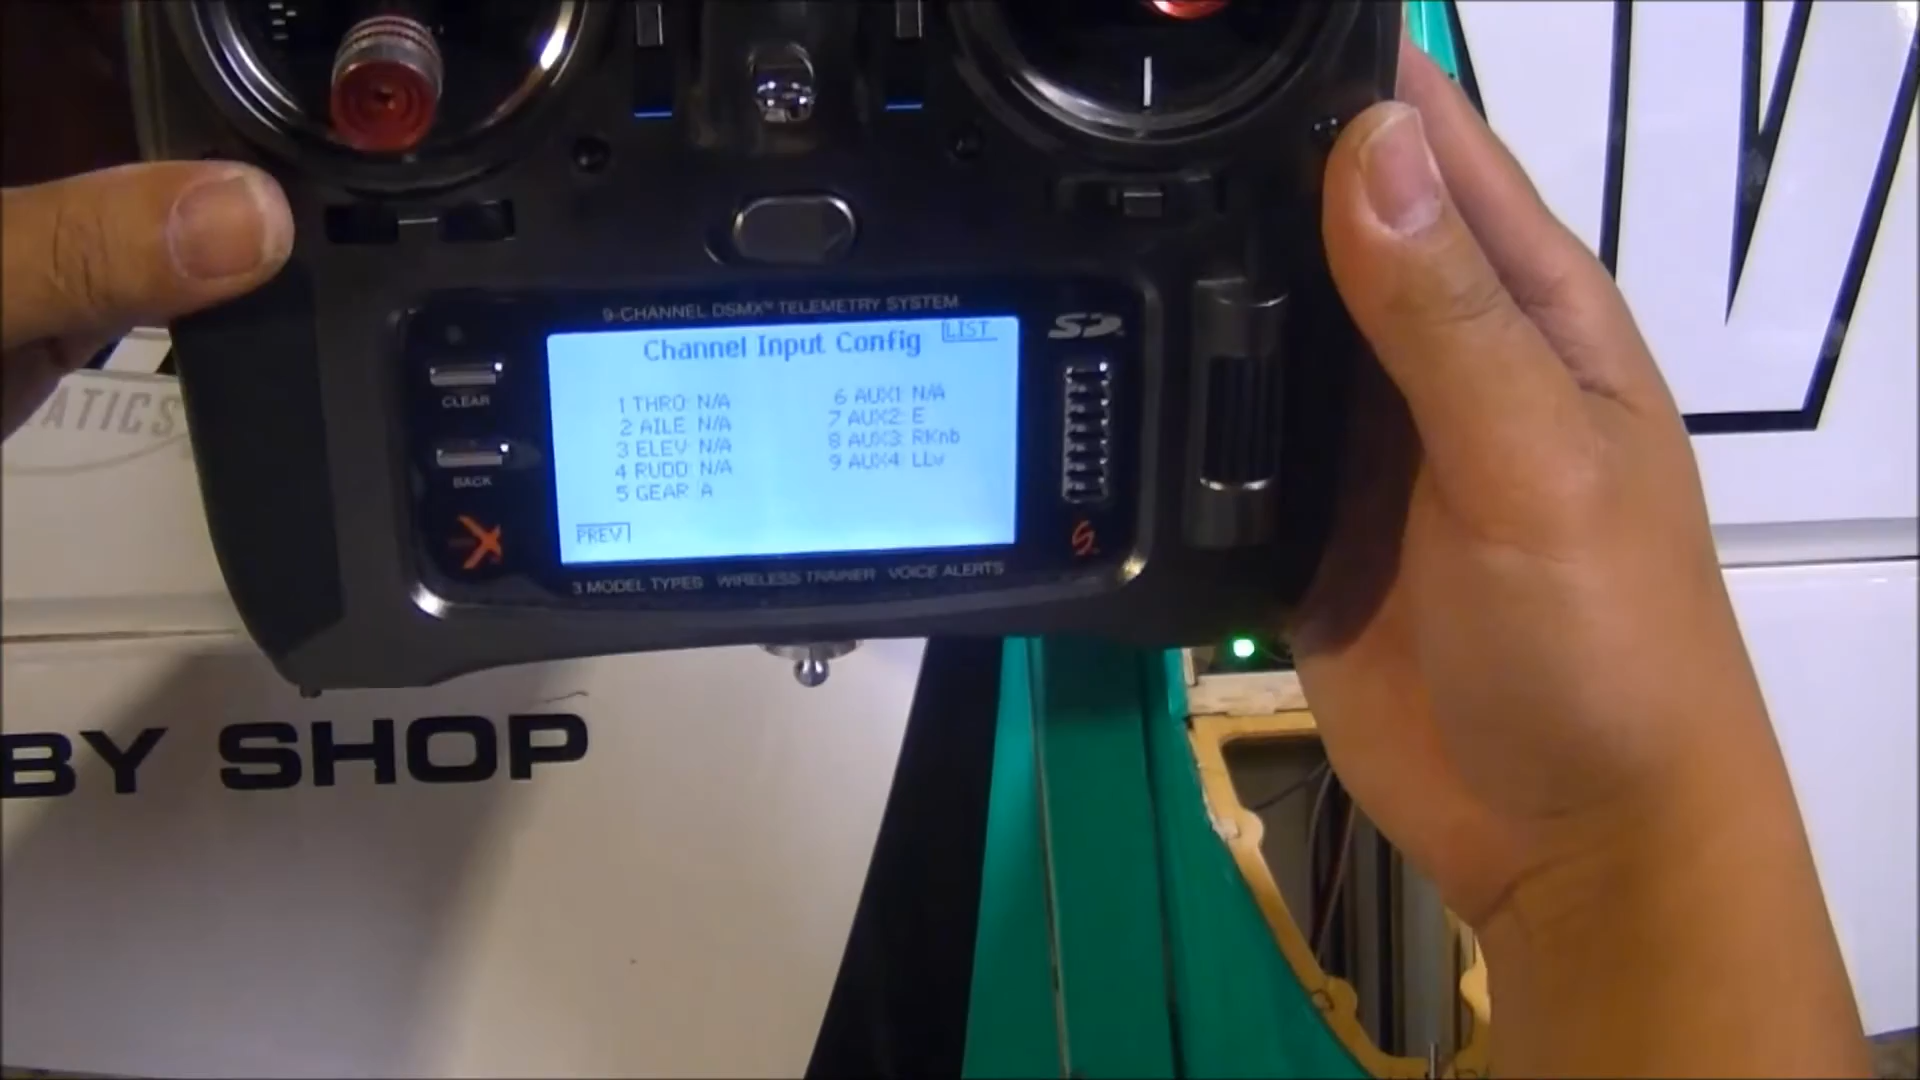 9-CHANNEL DSMX™ TELEMETRY SYSTEM
LIST
Channel Input Config
1 THRO: N/A
2 AILE: N/A
3 ELEV: N/A
4 RUDD: N/A
5 GEAR: A
6 AUX1: N/A
7 AUX2: E
8 AUX3: RKnb
9 AUX4: LLv
PREV
CLEAR
BACK
3 MODEL TYPES WIRELESS TRAINER VOICE ALERTS
SD
ATICS
BY SHOP